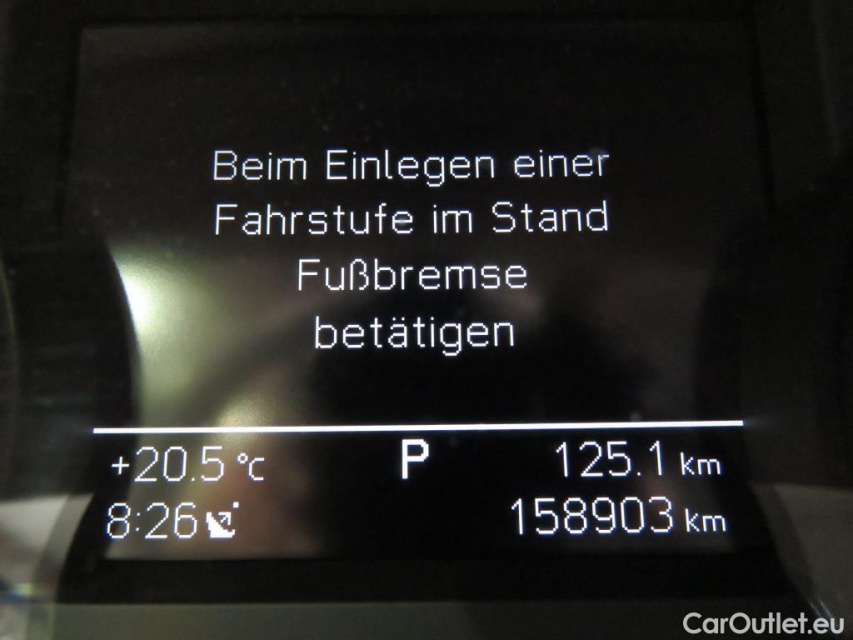 Beim Einlegen einer
Fahrstufe im Stand
Fußbremse
betätigen
+20.5 °C P 125.1 km
8:26 158903 km
CarOutlet.eu